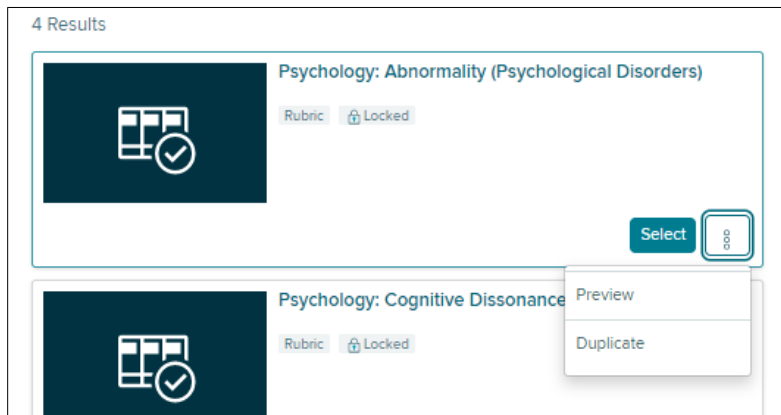 4 Results
Psychology: Abnormality (Psychological Disorders)
Rubric Locked
Select
Preview
Psychology: Cognitive Dissonance
Rubric Locked
Duplicate